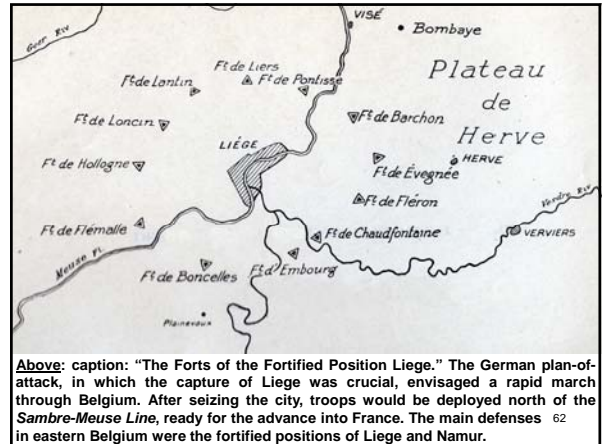 Geer Riv
VISÉ
Bombaye
Ft de Liers
Ft de Lantin
Ft de Pontisse
Plateau
de
Herve
Ft de Loncin
Ft de Barchon
LIÉGE
HERVE
Ft de Hollogne
Ft de Évegnée
Ft de Fléron
Vesdre Riv
Ft de Flémalle
Ft de Chaudfontaine
VERVIERS
Meuse Fl.
Ft de Boncelles
Ft d'Embourg
Plainevaux
Above: caption: “The Forts of the Fortified Position Liege.” The German plan-of-
attack, in which the capture of Liege was crucial, envisaged a rapid march
through Belgium. After seizing the city, troops would be deployed north of the
Sambre-Meuse Line, ready for the advance into France. The main defenses 62
in eastern Belgium were the fortified positions of Liege and Namur.